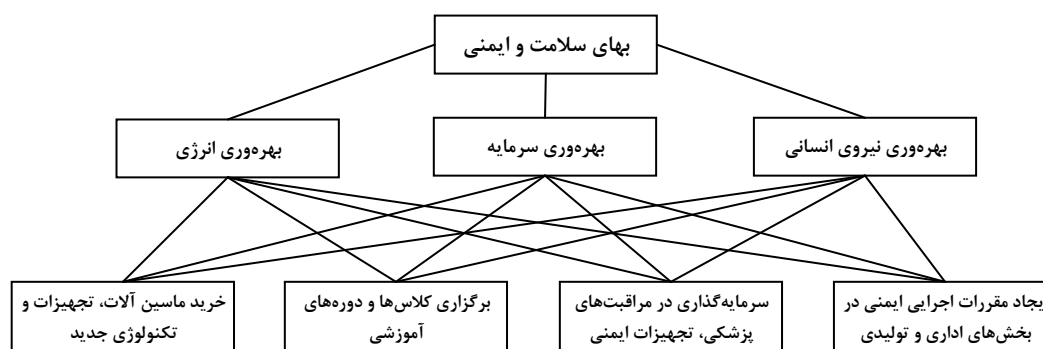 بهای سلامت و ایمنی
بهره‌وری نیروی انسانی
بهره‌وری سرمایه
بهره‌وری انرژی
یجاد مقررات اجرایی ایمنی در
بخش‌های اداری و تولیدی
سرمایه‌گذاری در مراقبت‌های
پزشکی، تجهیزات ایمنی
برگزاری کلاس‌ها و دوره‌های
آموزشی
خرید ماسین آلات، تجهیزات و
تکنولوژی جدید